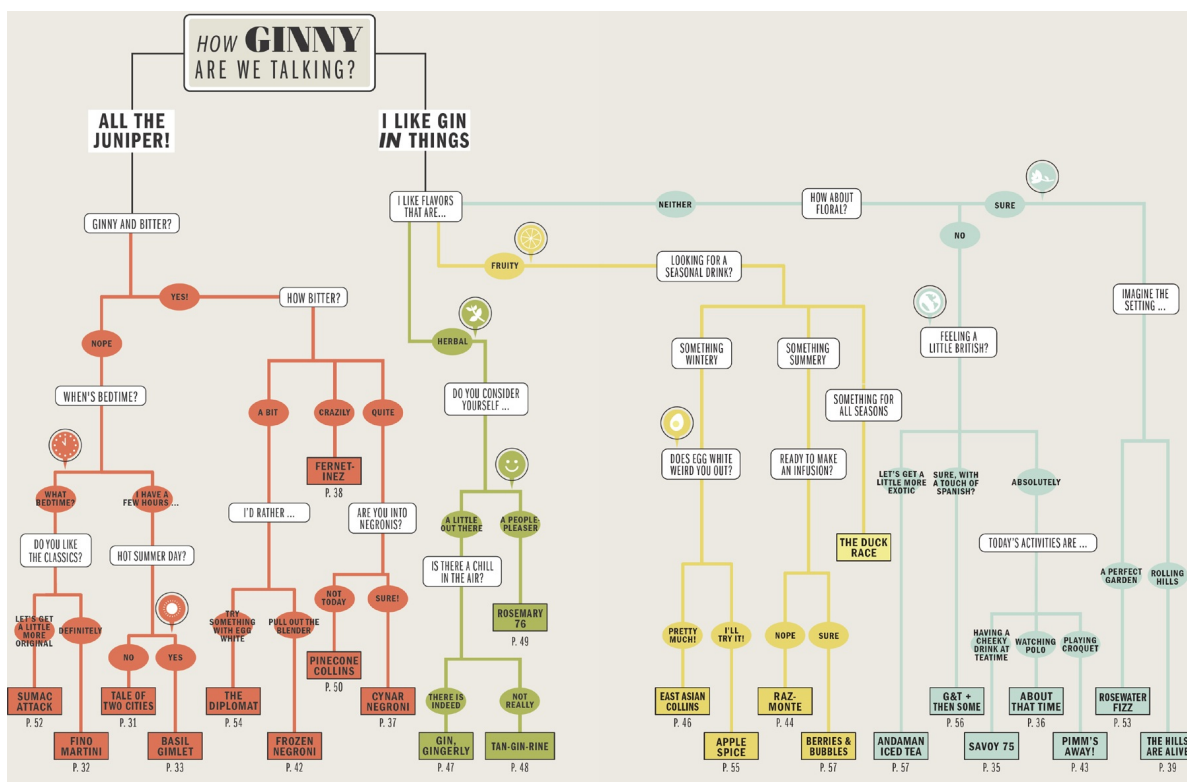 HOW GINNY
ARE WE TALKING?
ALL THE
JUNIPER!
I LIKE GIN
IN THINGS
GINNY AND BITTER?
YES!
HOW BITTER?
NOPE
WHEN'S BEDTIME?
WHAT
BEDTIME?
I HAVE A
FEW HOURS ...
DO YOU LIKE
THE CLASSICS?
HOT SUMMER DAY?
LET'S GET
A LITTLE
MORE
ORIGINAL
DEFINITELY
NO
YES
SUMAC
ATTACK
P. 52
FINO
MARTINI
P. 32
TALE OF
TWO CITIES
P. 31
BASIL
GIMLET
P. 33
A BIT
CRAZILY
QUITE
FERNET-
INEZ
P. 38
I'D RATHER ...
ARE YOU INTO
NEGRONIS?
TRY
SOMETHING
WITH EGG
WHITE
PULL OUT THE
BLENDER
NOT
TODAY
SURE!
THE
DIPLOMAT
P. 54
FROZEN
NEGRONI
P. 42
PINECONE
COLLINS
P. 50
CYNAR
NEGRONI
P. 37
I LIKE FLAVORS
THAT ARE...
HERBAL
DO YOU CONSIDER
YOURSELF ...
A LITTLE
OUT THERE
A PEOPLE-
PLEASER
IS THERE A CHILL
IN THE AIR?
ROSEMARY
76
P. 49
THERE IS
INDEED
NOT
REALLY
GIN,
GINGERLY
P. 47
TAN-GIN-RINE
P. 48
FRUITY
LOOKING FOR A
SEASONAL DRINK?
SOMETHING
WINTERY
SOMETHING
SUMMERY
SOMETHING FOR
ALL SEASONS
DOES EGG WHITE
WEIRD YOU OUT?
READY TO MAKE
AN INFUSION?
THE DUCK
RACE
PRETTY
MUCH!
I'LL
TRY IT!
NOPE
SURE
EAST ASIAN
COLLINS
P. 46
APPLE
SPICE
P. 55
RAZ-
MONTE
P. 44
BERRIES &
BUBBLES
P. 57
NEITHER
HOW ABOUT
FLORAL?
SURE
NO
FEELING A
LITTLE BRITISH?
LET'S GET A
LITTLE MORE
EXOTIC
SURE, WITH
A TOUCH OF
SPANISH?
ABSOLUTELY
TODAY'S ACTIVITIES ARE ...
HAVING A
CHEEKY
DRINK AT
TEATIME
WATCHING
POLO
PLAYING
CROQUET
ANDAMAN
ICED TEA
P. 57
G&T +
THEN SOME
P. 56
SAVOY 75
P. 35
ABOUT
THAT TIME
P. 36
PIMM'S
AWAY!
P. 43
IMAGINE THE
SETTING ...
A PERFECT
GARDEN
ROLLING
HILLS
ROSEWATER
FIZZ
P. 53
THE HILLS
ARE ALIVE
P. 39